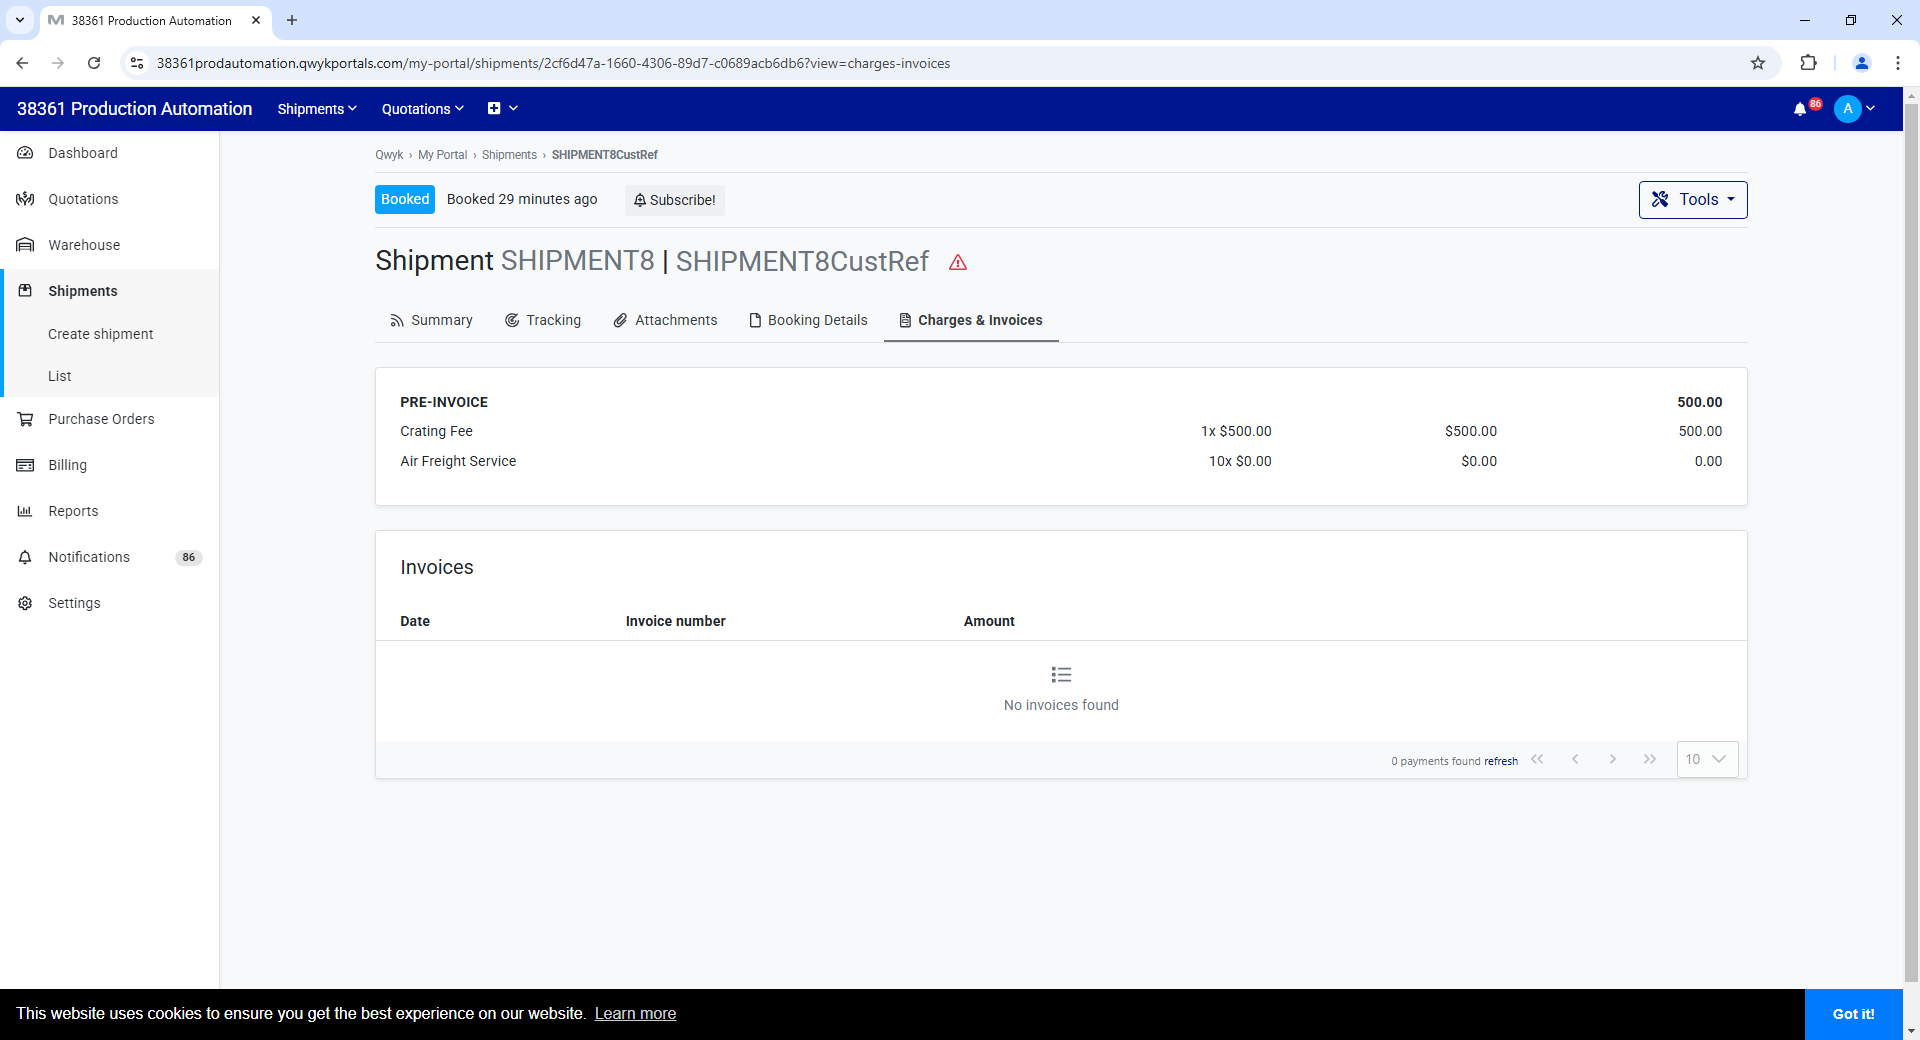 38361 Production Automation
38361prodautomation.qwykportals.com/my-portal/shipments/2cf6d47a-1660-4306-89d7-c0689acb6db6?view=charges-invoices
38361 Production Automation Shipments Quotations 86 A
Dashboard
Quotations
Warehouse
Shipments
Create shipment
List
Purchase Orders
Billing
Reports
Notifications 86
Settings
Qwyk › My Portal › Shipments › SHIPMENT8CustRef
Booked Booked 29 minutes ago Subscribe! Tools
Shipment SHIPMENT8 | SHIPMENT8CustRef
Summary Tracking Attachments Booking Details Charges & Invoices
PRE-INVOICE 500.00
Crating Fee 1x $500.00 $500.00 500.00
Air Freight Service 10x $0.00 $0.00 0.00
Invoices
Date Invoice number Amount
No invoices found
0 payments found refresh 10
This website uses cookies to ensure you get the best experience on our website. Learn more Got it!